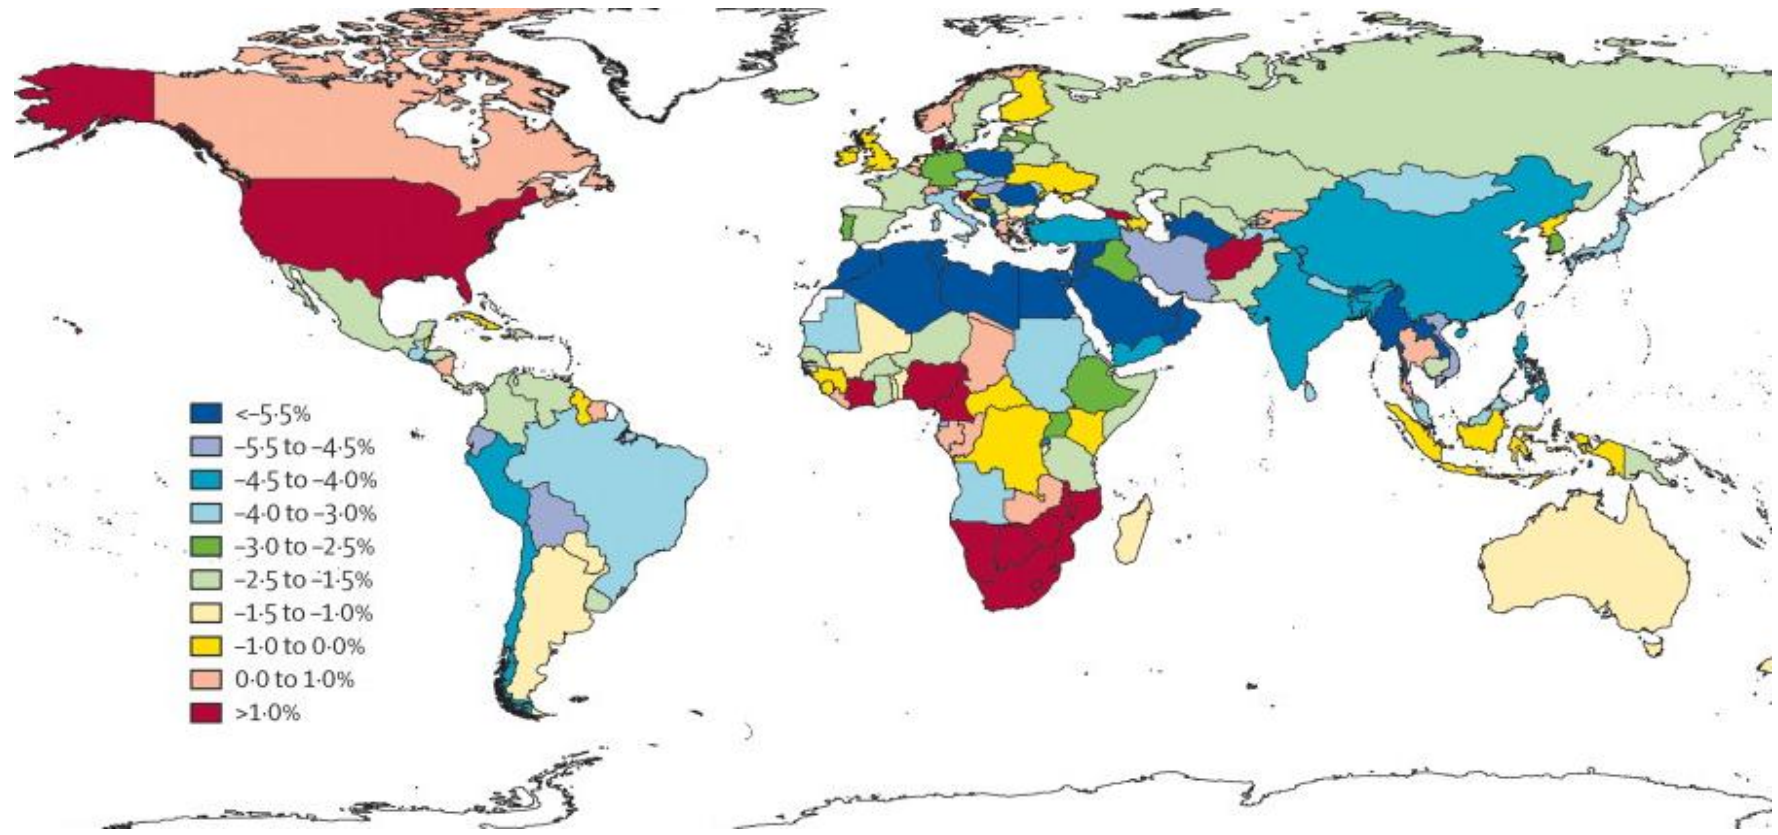 <–5·5%
–5·5 to –4·5%
–4·5 to –4·0%
–4·0 to –3·0%
–3·0 to –2·5%
–2·5 to –1·5%
–1·5 to –1·0%
–1·0 to 0·0%
0·0 to 1·0%
>1·0%